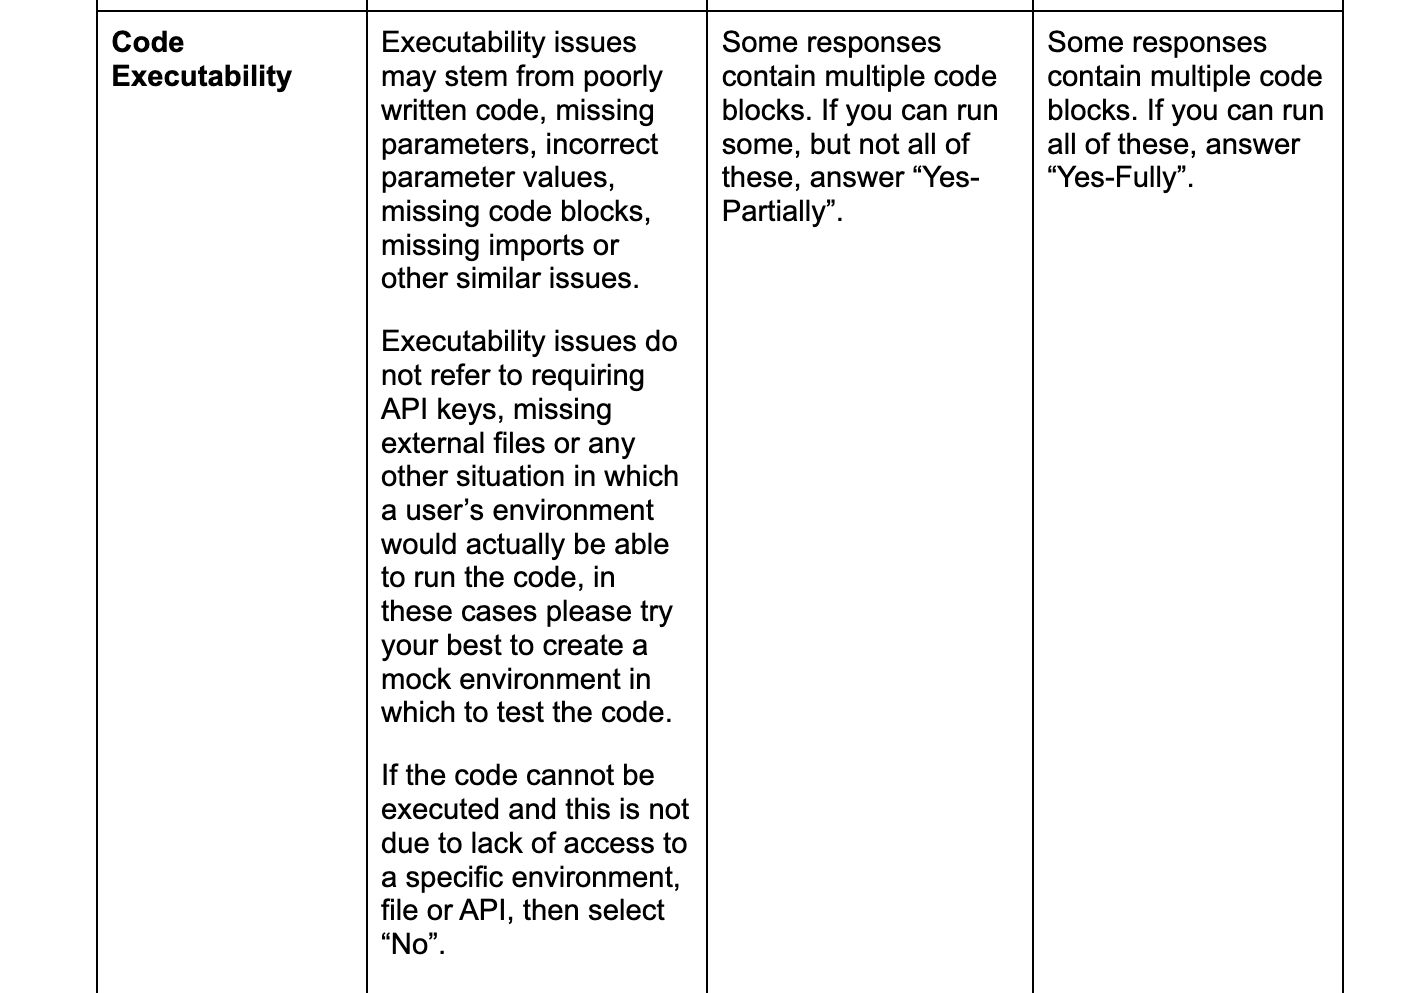 Code
Executability
Executability issues
may stem from poorly
written code, missing
parameters, incorrect
parameter values,
missing code blocks,
missing imports or
other similar issues.
Executability issues do
not refer to requiring
API keys, missing
external files or any
other situation in which
a user’s environment
would actually be able
to run the code, in
these cases please try
your best to create a
mock environment in
which to test the code.
If the code cannot be
executed and this is not
due to lack of access to
a specific environment,
file or API, then select
“No”.
Some responses
contain multiple code
blocks. If you can run
some, but not all of
these, answer “Yes-
Partially”.
Some responses
contain multiple code
blocks. If you can run
all of these, answer
“Yes-Fully”.